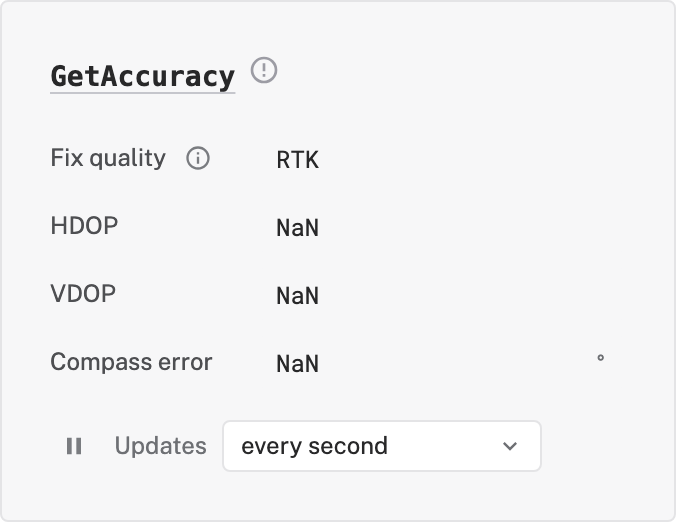 GetAccuracy
Fix quality RTK
HDOP NaN
VDOP NaN
Compass error NaN °
Updates every second